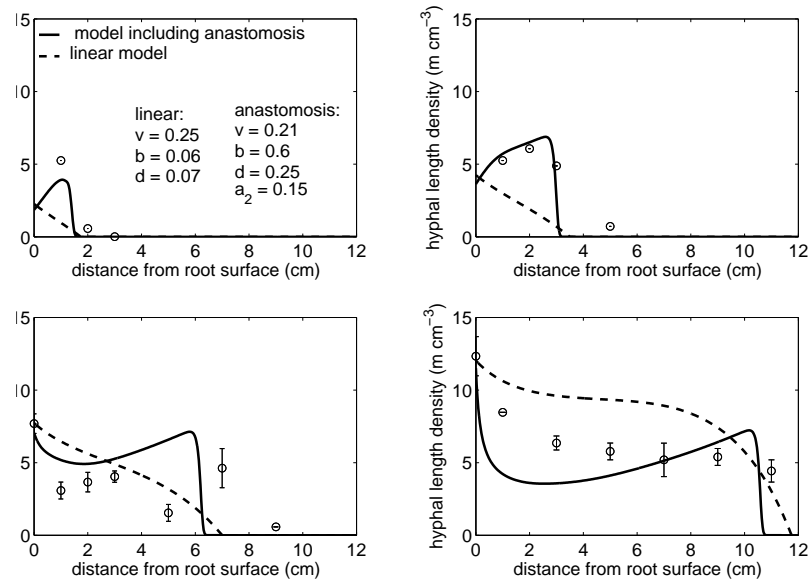 15
model including anastomosis
linear model
10
linear:
v = 0.25
b = 0.06
d = 0.07
anastomosis:
v = 0.21
b = 0.6
d = 0.25
a₂ = 0.15
5
0
0 2 4 6 8 10 12
distance from root surface (cm)
hyphal length density (m cm⁻³)
15
10
5
0
0 2 4 6 8 10 12
distance from root surface (cm)
15
10
5
0
0 2 4 6 8 10 12
distance from root surface (cm)
hyphal length density (m cm⁻³)
15
10
5
0
0 2 4 6 8 10 12
distance from root surface (cm)